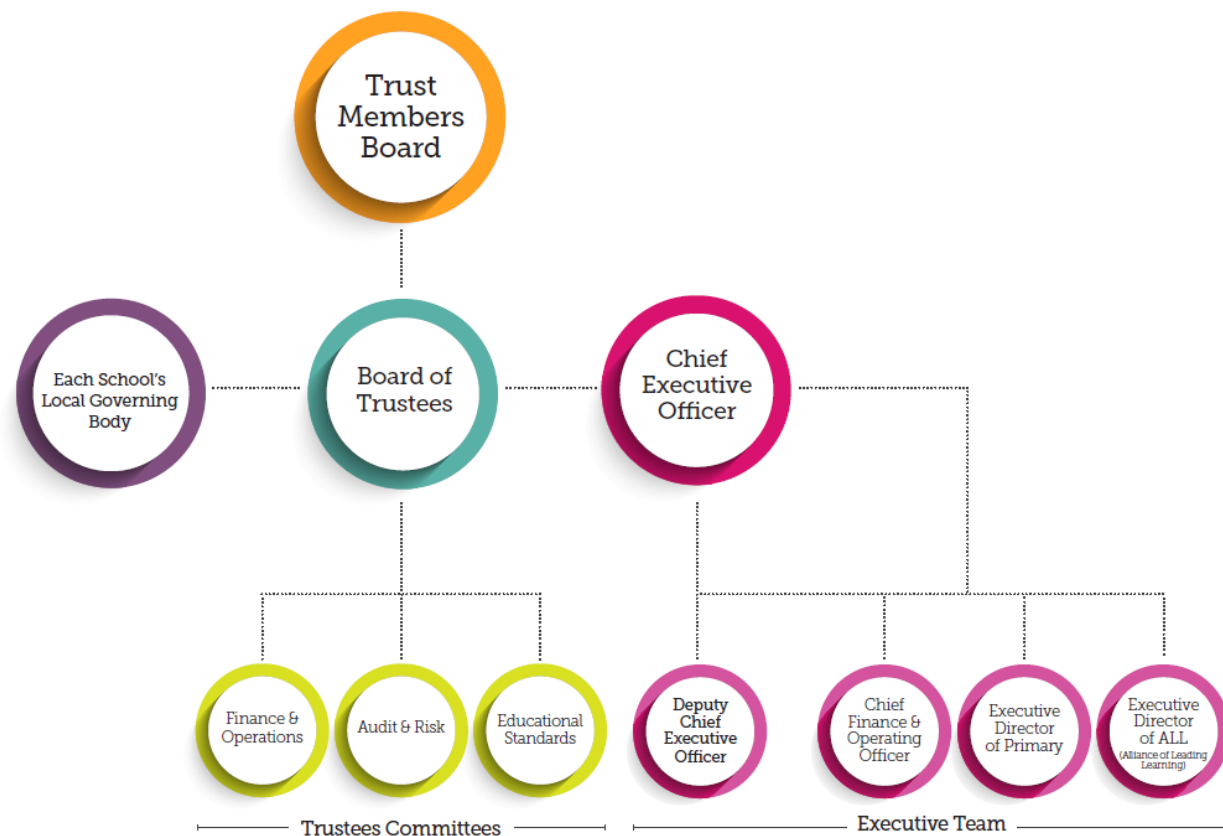 Trust
Members
Board
Each School's
Local Governing
Body
Board of
Trustees
Chief
Executive
Officer
Finance &
Operations
Audit & Risk
Educational
Standards
Deputy
Chief
Executive
Officer
Chief
Finance &
Operating
Officer
Executive
Director
of Primary
Executive
Director
of ALL
(Alliance of Leading
Learning)
Trustees Committees
Executive Team